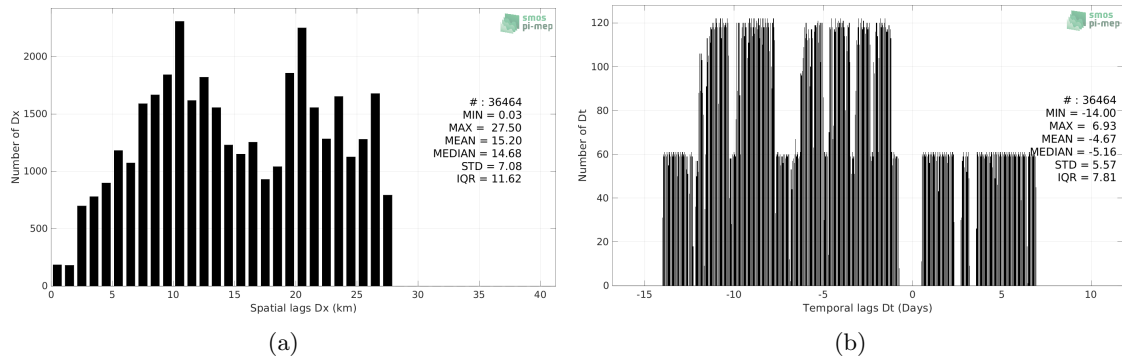 smos
pi-mep
2000
1500
1000
500
0
Number of Dx
# : 36464
MIN = 0.03
MAX = 27.50
MEAN = 15.20
MEDIAN = 14.68
STD = 7.08
IQR = 11.62
0 5 10 15 20 25 30 35 40
Spatial lags Dx (km)
(a)
smos
pi-mep
120
100
80
60
40
20
0
Number of Dt
# : 36464
MIN = -14.00
MAX = 6.93
MEAN = -4.67
MEDIAN = -5.16
STD = 5.57
IQR = 7.81
-15 -10 -5 0 5 10
Temporal lags Dt (Days)
(b)